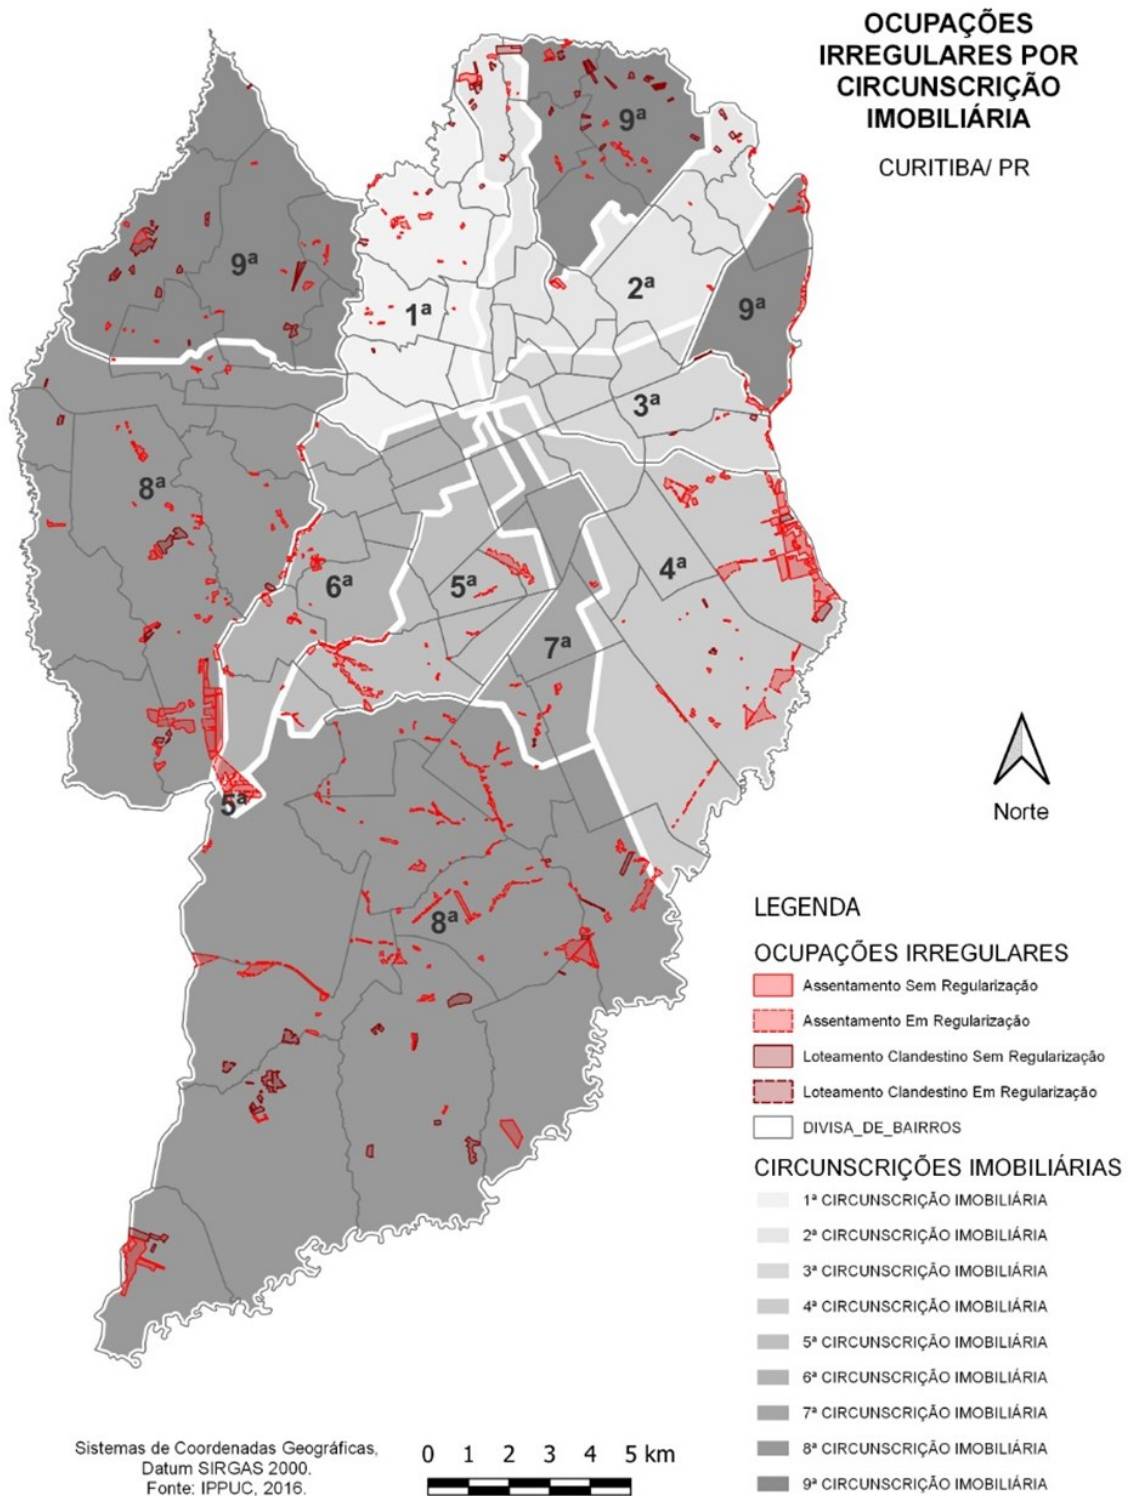 OCUPAÇÕES
IRREGULARES POR
CIRCUNSCRIÇÃO
IMOBILIÁRIA
CURITIBA/ PR
9ª
9ª
2ª
1ª
9ª
3ª
8ª
4ª
6ª
5ª
7ª
5ª
8ª
Norte
LEGENDA
OCUPAÇÕES IRREGULARES
Assentamento Sem Regularização
Assentamento Em Regularização
Loteamento Clandestino Sem Regularização
Loteamento Clandestino Em Regularização
DIVISA_DE_BAIRROS
CIRCUNSCRIÇÕES IMOBILIÁRIAS
1ª CIRCUNSCRIÇÃO IMOBILIÁRIA
2ª CIRCUNSCRIÇÃO IMOBILIÁRIA
3ª CIRCUNSCRIÇÃO IMOBILIÁRIA
4ª CIRCUNSCRIÇÃO IMOBILIÁRIA
5ª CIRCUNSCRIÇÃO IMOBILIÁRIA
6ª CIRCUNSCRIÇÃO IMOBILIÁRIA
7ª CIRCUNSCRIÇÃO IMOBILIÁRIA
8ª CIRCUNSCRIÇÃO IMOBILIÁRIA
9ª CIRCUNSCRIÇÃO IMOBILIÁRIA
Sistemas de Coordenadas Geográficas,
Datum SIRGAS 2000.
Fonte: IPPUC, 2016.
0 1 2 3 4 5 km